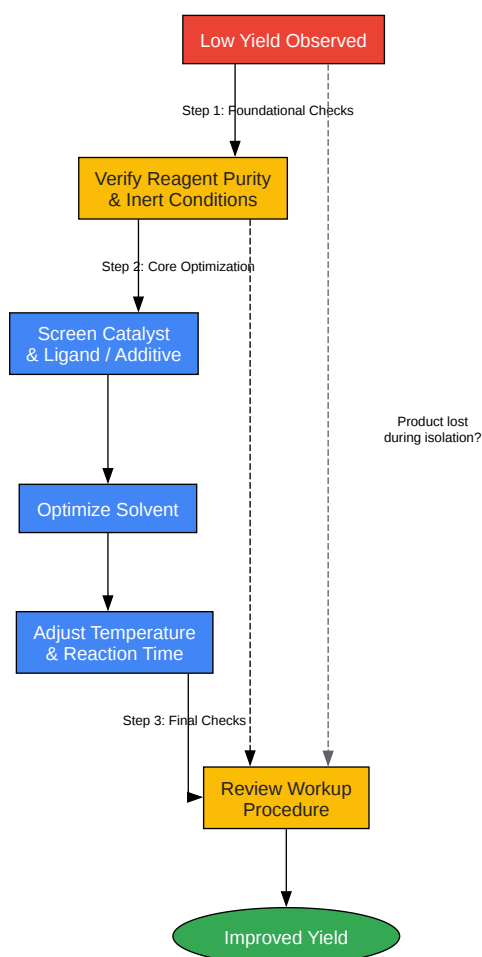 Low Yield Observed
Step 1: Foundational Checks
Verify Reagent Purity
& Inert Conditions
Step 2: Core Optimization
Screen Catalyst
& Ligand / Additive
Product lost
during isolation?
Optimize Solvent
Adjust Temperature
& Reaction Time
Step 3: Final Checks
Review Workup
Procedure
Improved Yield